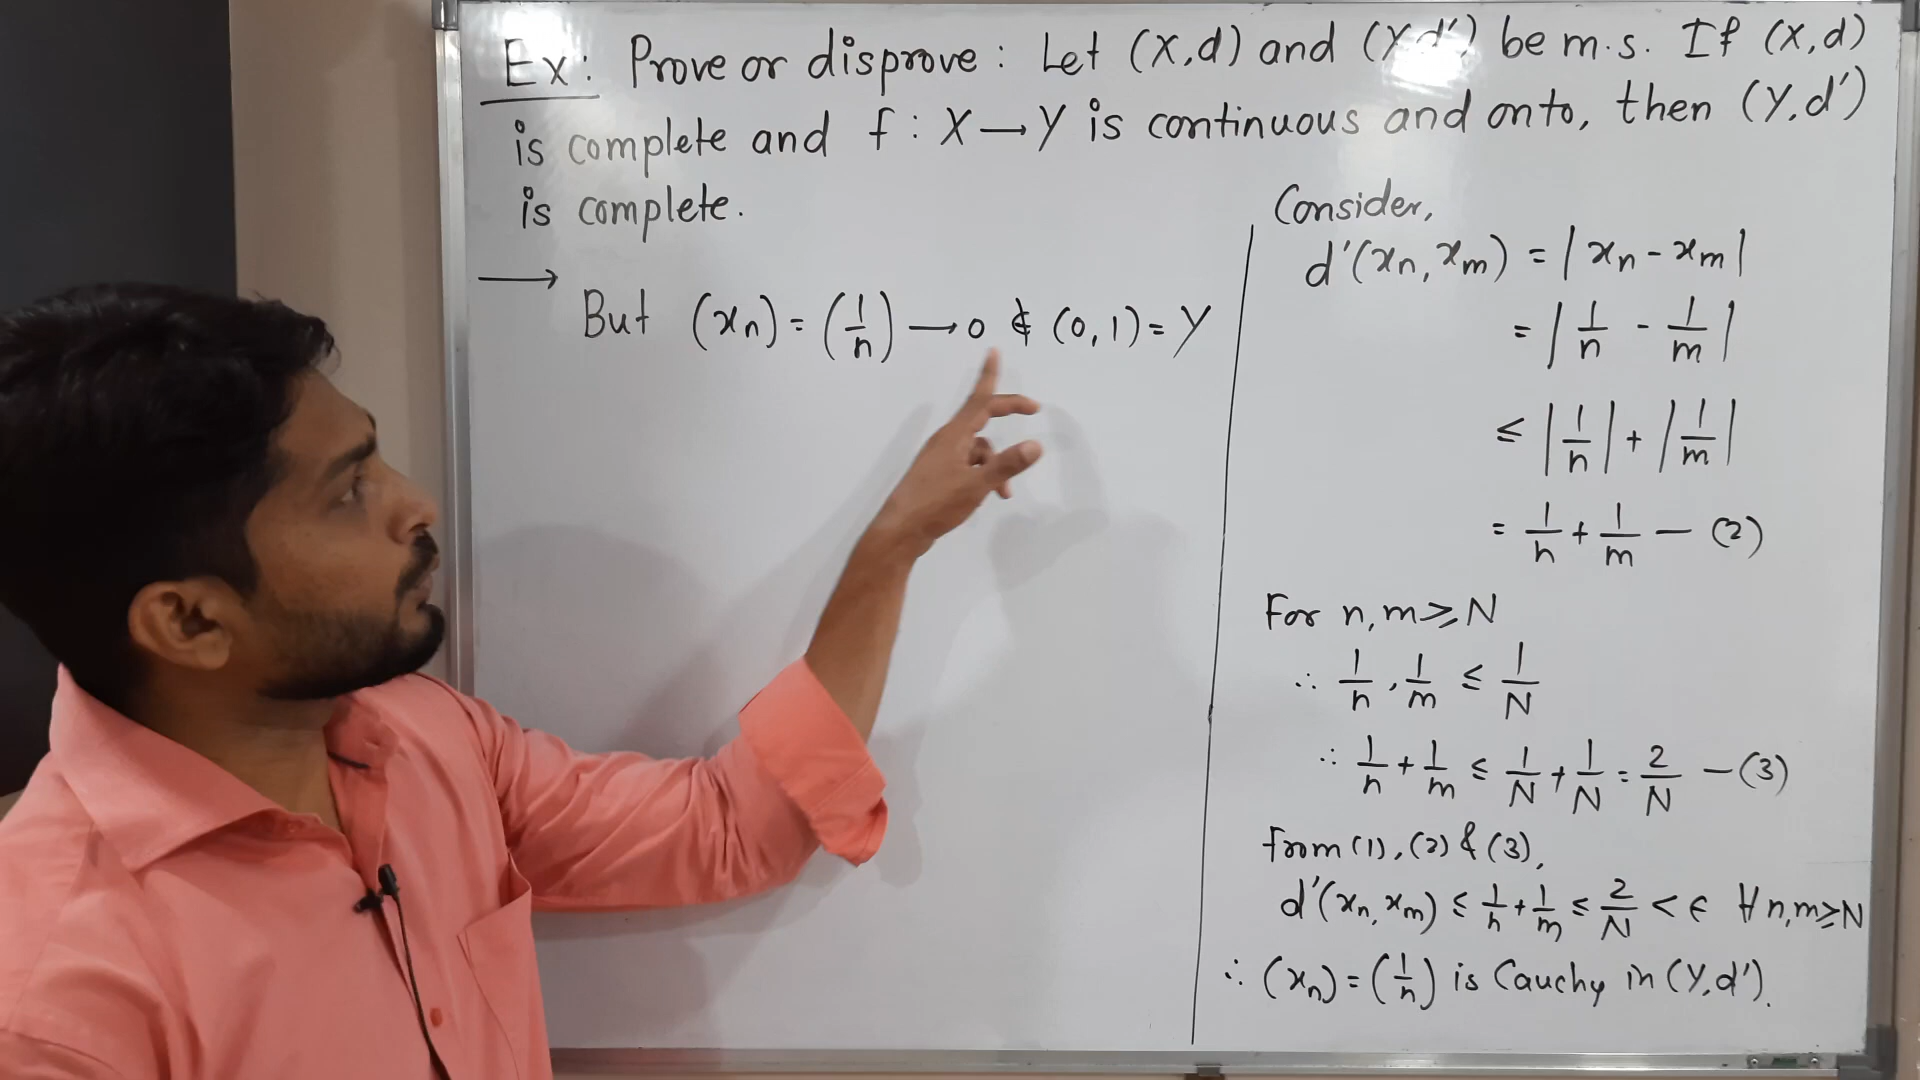 Ex: Prove or disprove : Let (X,d) and (Y,d') be m.s. If (X,d)
is complete and f : X → Y is continuous and onto, then (Y,d')
is complete.
→
But (xₙ) = (1/n) → 0 ∉ (0,1) = Y
Consider,
d'(xₙ, xₘ) = |xₙ - xₘ|
= |1/n - 1/m|
≤ |1/n| + |1/m|
= 1/n + 1/m — (2)
For n, m ≥ N
∴ 1/n, 1/m ≤ 1/N
∴ 1/n + 1/m ≤ 1/N + 1/N = 2/N — (3)
From (1), (2) & (3),
d'(xₙ, xₘ) ≤ 1/n + 1/m ≤ 2/N < ϵ ∀ n,m ≥ N
∴ (xₙ) = (1/n) is Cauchy in (Y,d').